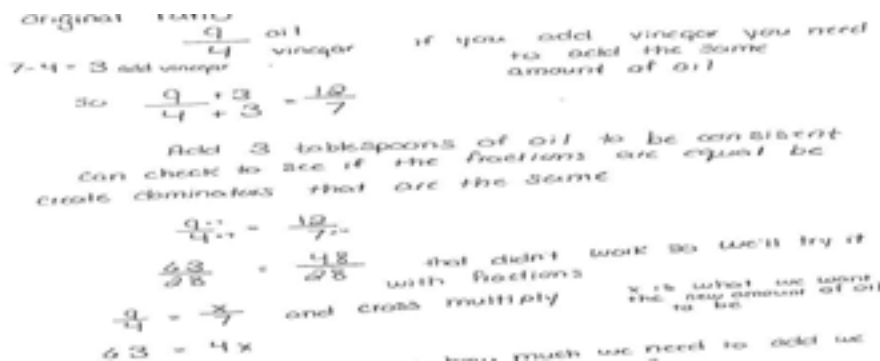 original ratio
9/4 oil vinegar if you add vinegar you need
7-4 = 3 add vinegar to add the same
amount of oil
so 9 + 3 / 4 + 3 = 12/7
Add 3 tablespoons of oil to be consistent
can check to see if the fractions are equal be
create dominators that are the same
9/4 = 12/7
63/28 = 48/28 that didn't work so we'll try it
with fractions
9/4 = x/7 and cross multiply x is what we want
the new amount of oil
to be
63 = 4x
how much we need to add we